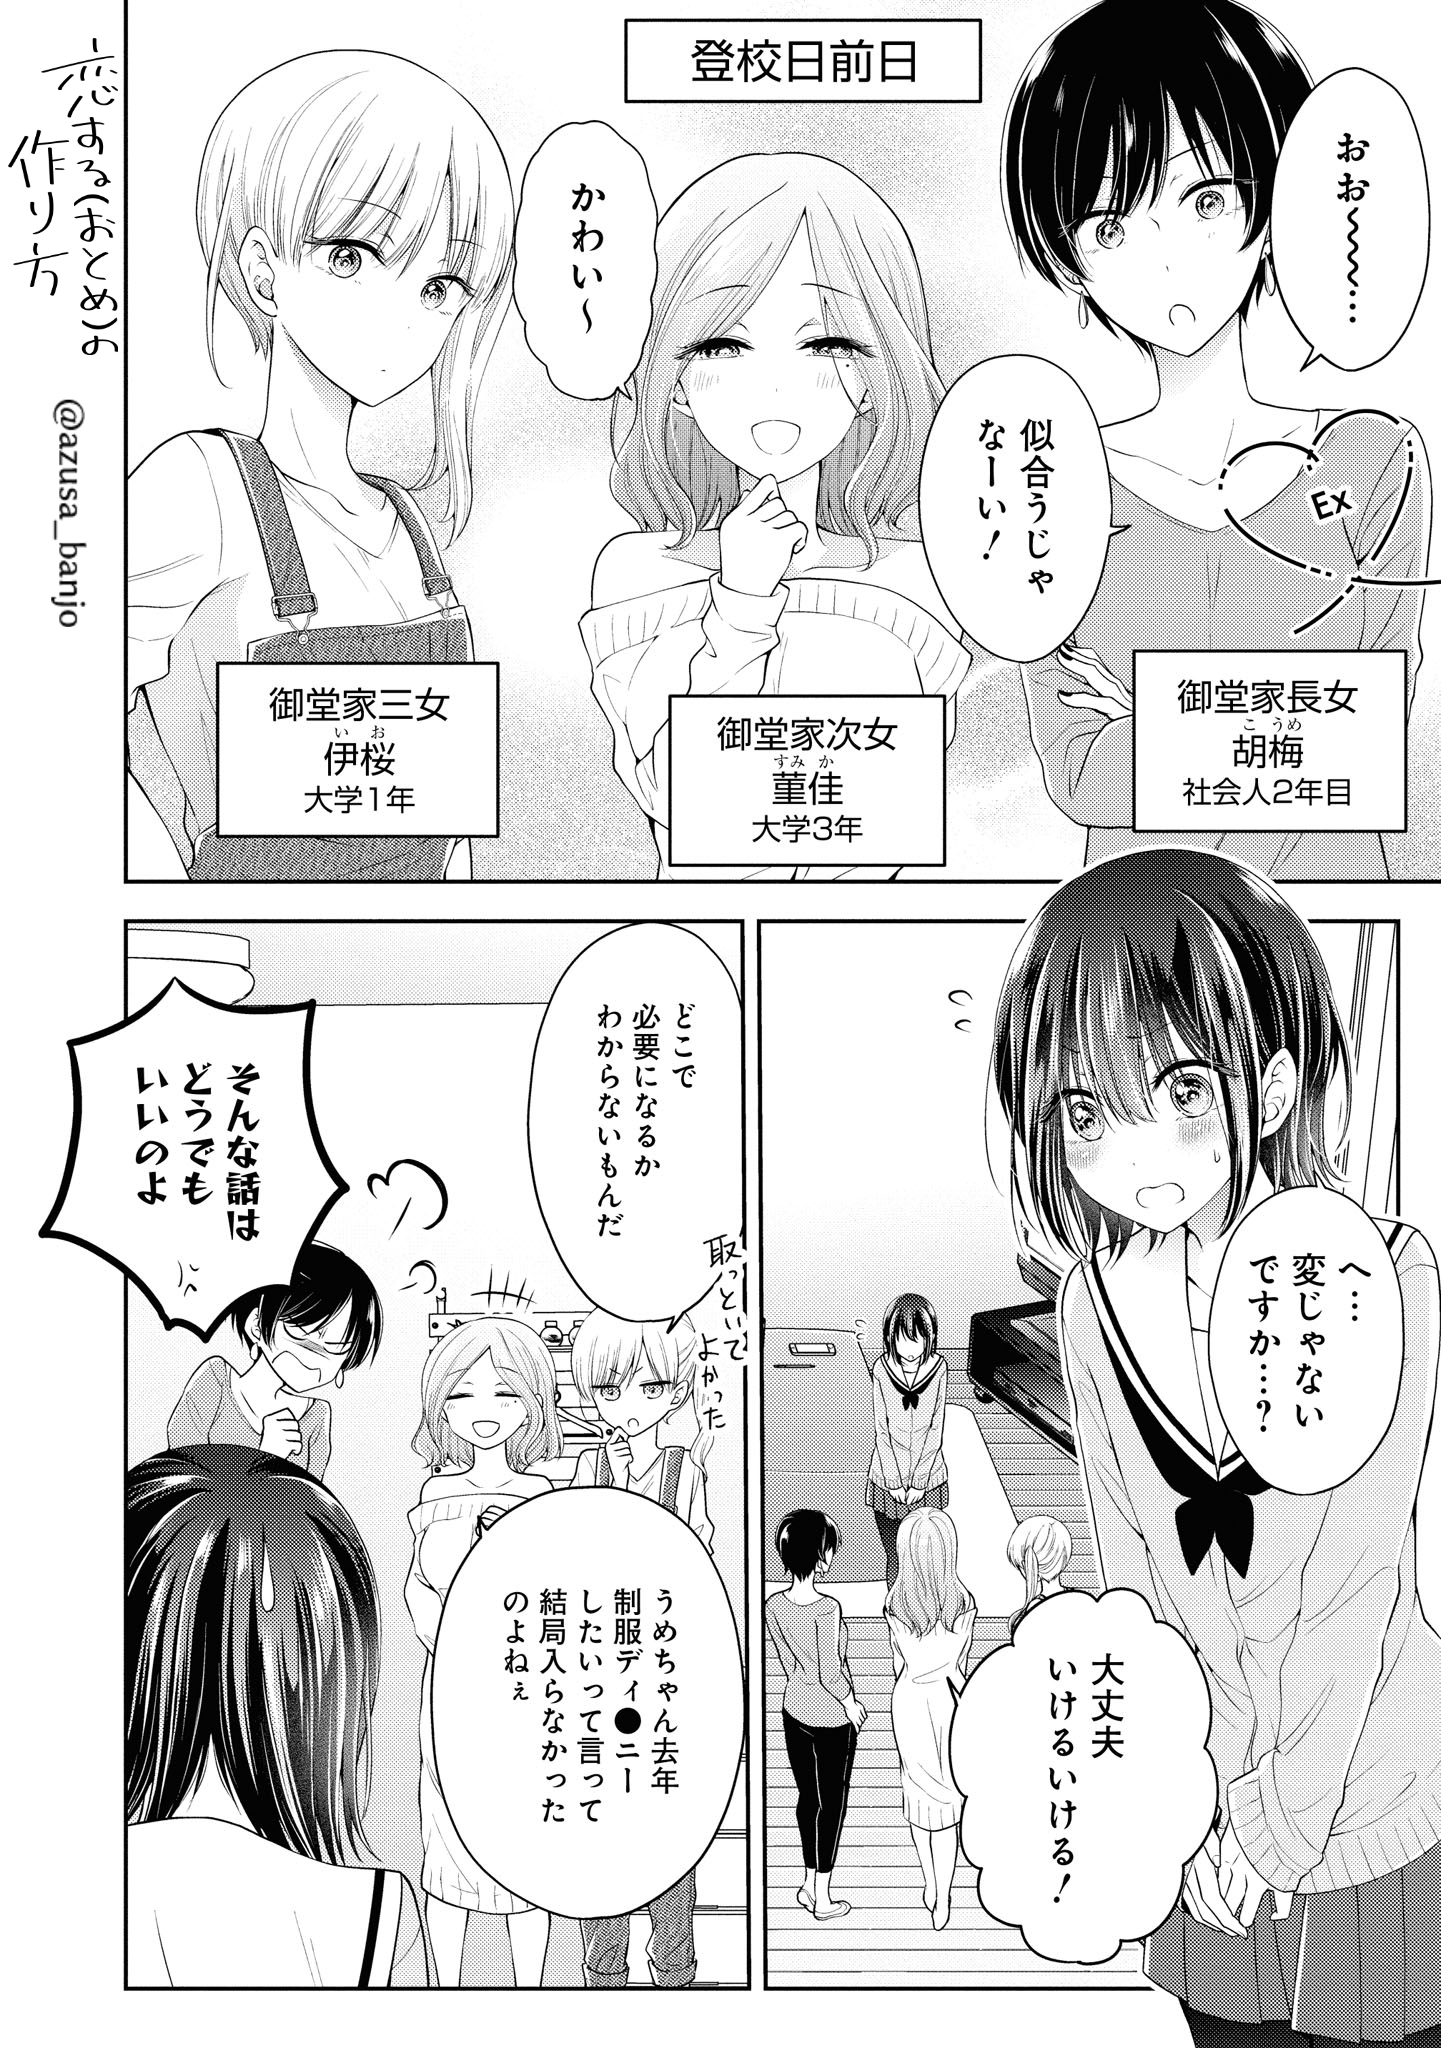 恋する(おとめ)の
作り方
@azusa_banjo
登校日前日
おお〜〜〜〜…
似合うじゃ
なーい！
Ex
かわい〜
御堂家長女
こうめ
胡梅
社会人2年目
御堂家次女
すみか
菫佳
大学3年
御堂家三女
いお
伊桜
大学1年
へ…
変じゃない
ですか…？
大丈夫
いけるいける！
どこで
必要になるか
わからないもんだ
取っといて
よかった
うめちゃん去年
制服ディ●ニー
したいって言って
結局入らなかった
のよねぇ
そんな話は
どうでも
いいのよ